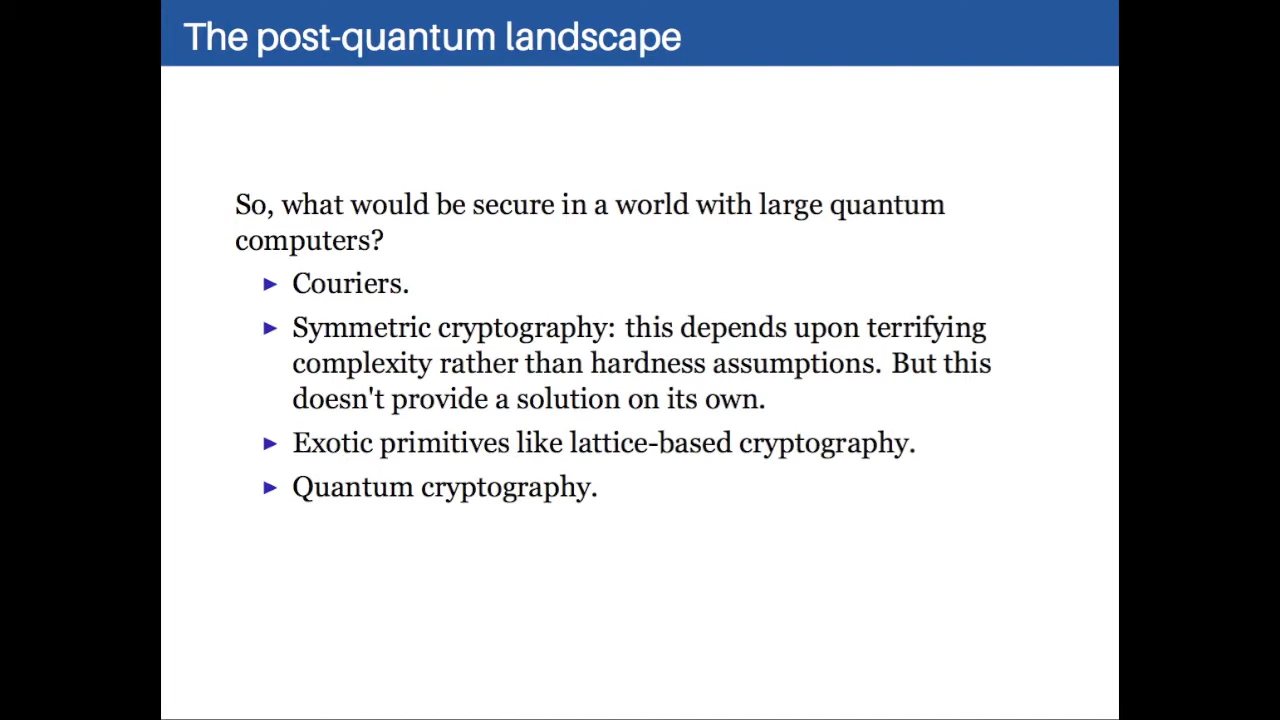 The post-quantum landscape
So, what would be secure in a world with large quantum
computers?
▶ Couriers.
▶ Symmetric cryptography: this depends upon terrifying
complexity rather than hardness assumptions. But this
doesn't provide a solution on its own.
▶ Exotic primitives like lattice-based cryptography.
▶ Quantum cryptography.